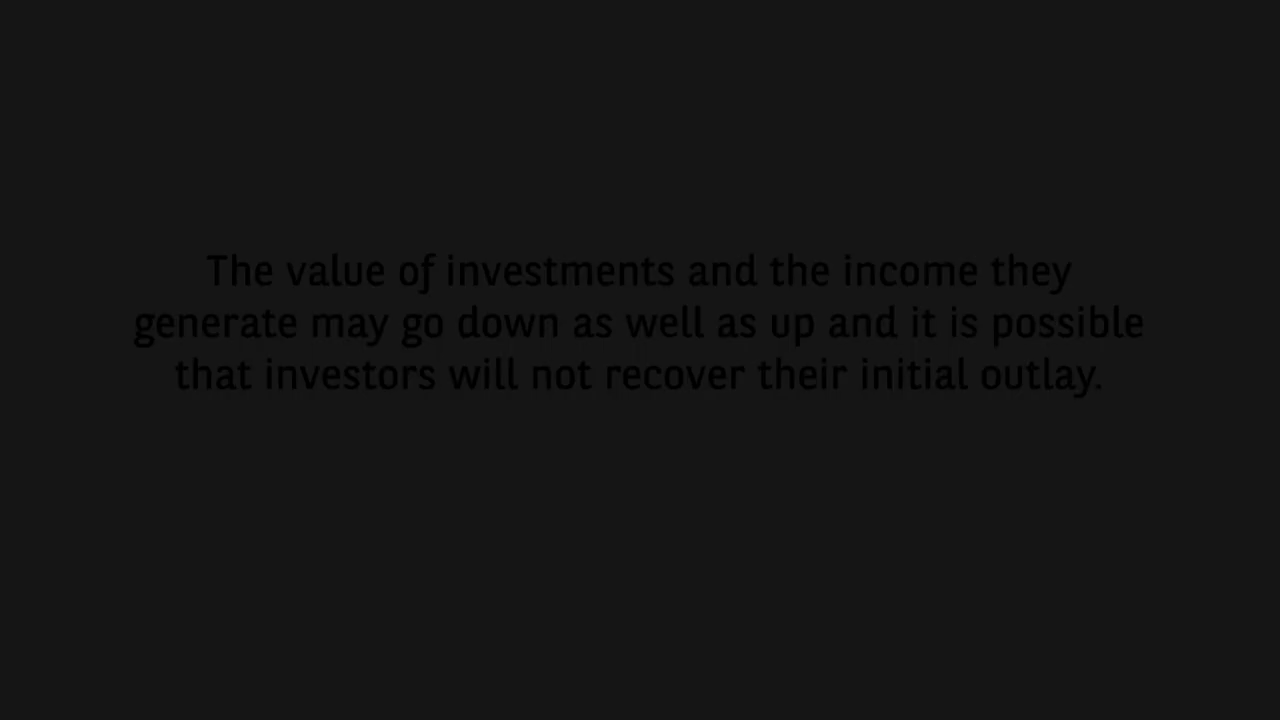 The value of investments and the income they
generate may go down as well as up and it is possible
that investors will not recover their initial outlay.